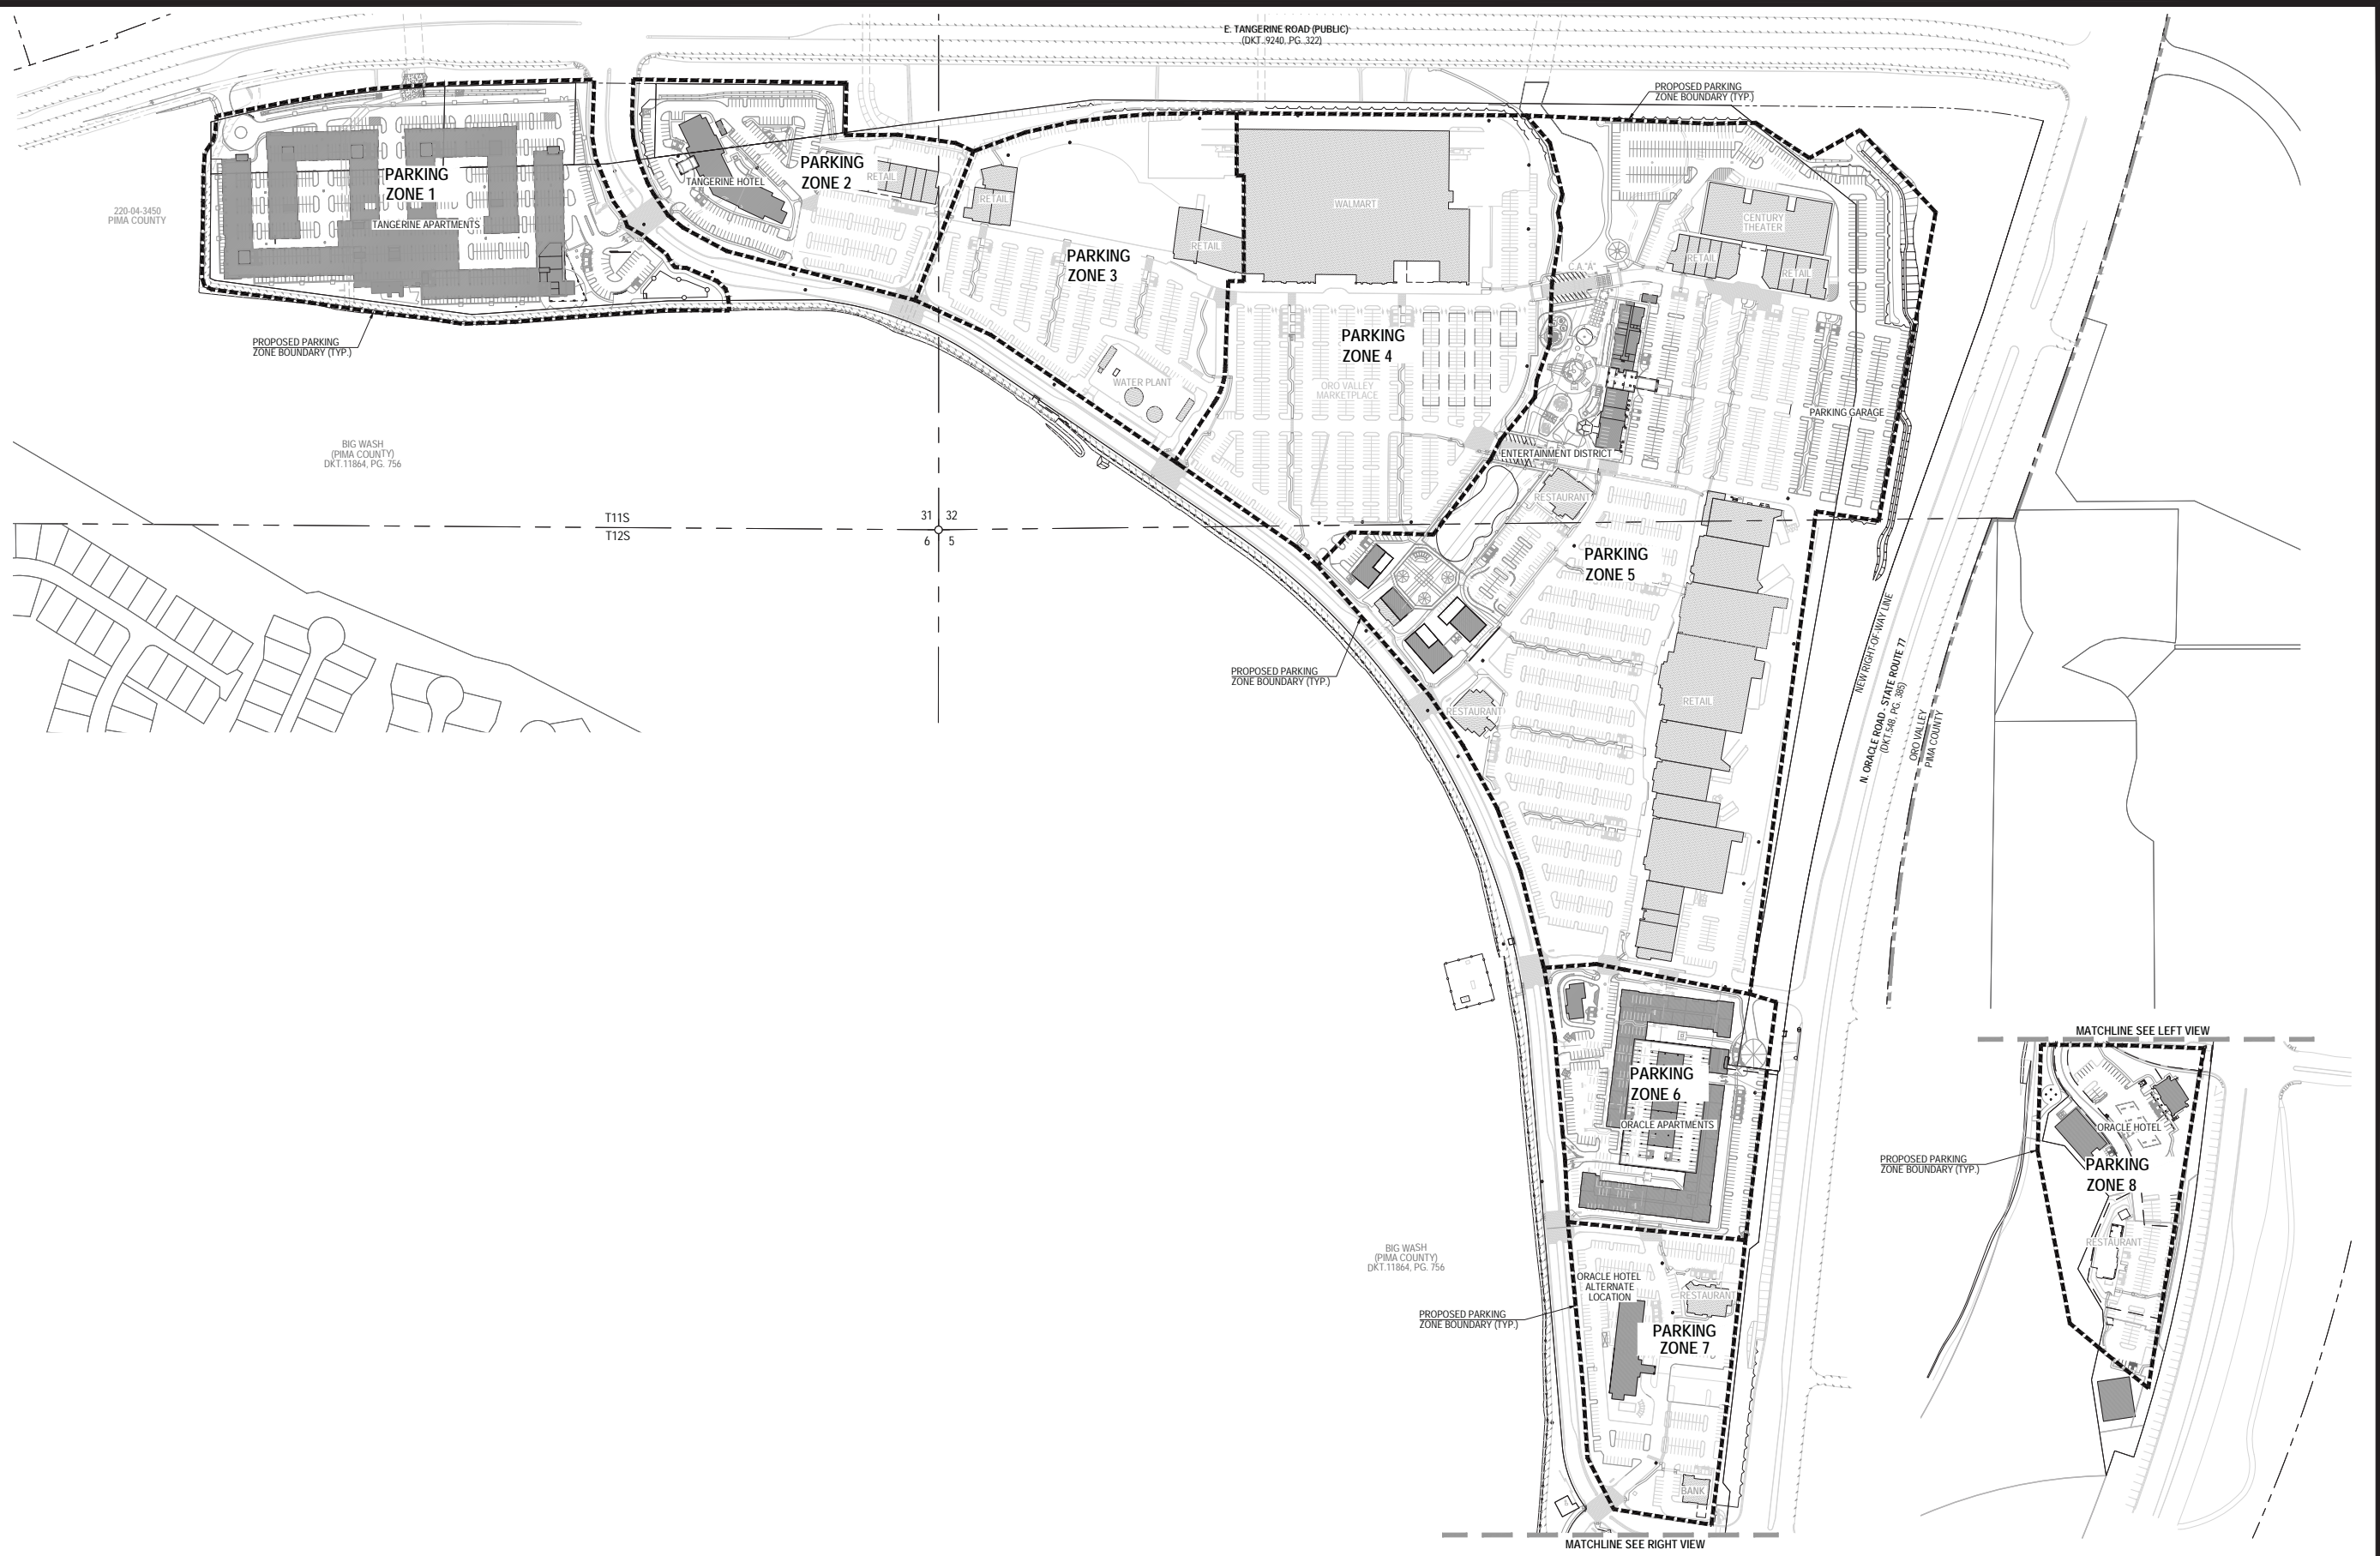 E. TANGERINE ROAD (PUBLIC)
(DKT. 9240, PG. 322)
PROPOSED PARKING
ZONE BOUNDARY (TYP.)
PARKING
ZONE 1
TANGERINE APARTMENTS
220-04-3450
PIMA COUNTY
PROPOSED PARKING
ZONE BOUNDARY (TYP.)
PARKING
ZONE 2
TANGERINE HOTEL
RETAIL
RETAIL
PARKING
ZONE 3
RETAIL
WATER PLANT
WALMART
PARKING
ZONE 4
ORO VALLEY
MARKETPLACE
C.A. "A"
CENTURY
THEATER
RETAIL
RETAIL
PARKING GARAGE
ENTERTAINMENT DISTRICT
RESTAURANT
BIG WASH
(PIMA COUNTY)
DKT.11864, PG. 756
T11S
T12S
31 32
6 5
PARKING
ZONE 5
PROPOSED PARKING
ZONE BOUNDARY (TYP.)
RESTAURANT
RETAIL
NEW RIGHT-OF-WAY LINE
N. ORACLE ROAD - STATE ROUTE 77
(DKT.548, PG. 385)
ORO VALLEY
PIMA COUNTY
PARKING
ZONE 6
ORACLE APARTMENTS
BIG WASH
(PIMA COUNTY)
DKT.11864, PG. 756
ORACLE HOTEL
ALTERNATE
LOCATION
RESTAURANT
PROPOSED PARKING
ZONE BOUNDARY (TYP.)
PARKING
ZONE 7
BANK
MATCHLINE SEE RIGHT VIEW
MATCHLINE SEE LEFT VIEW
ORACLE HOTEL
PROPOSED PARKING
ZONE BOUNDARY (TYP.)
PARKING
ZONE 8
RESTAURANT